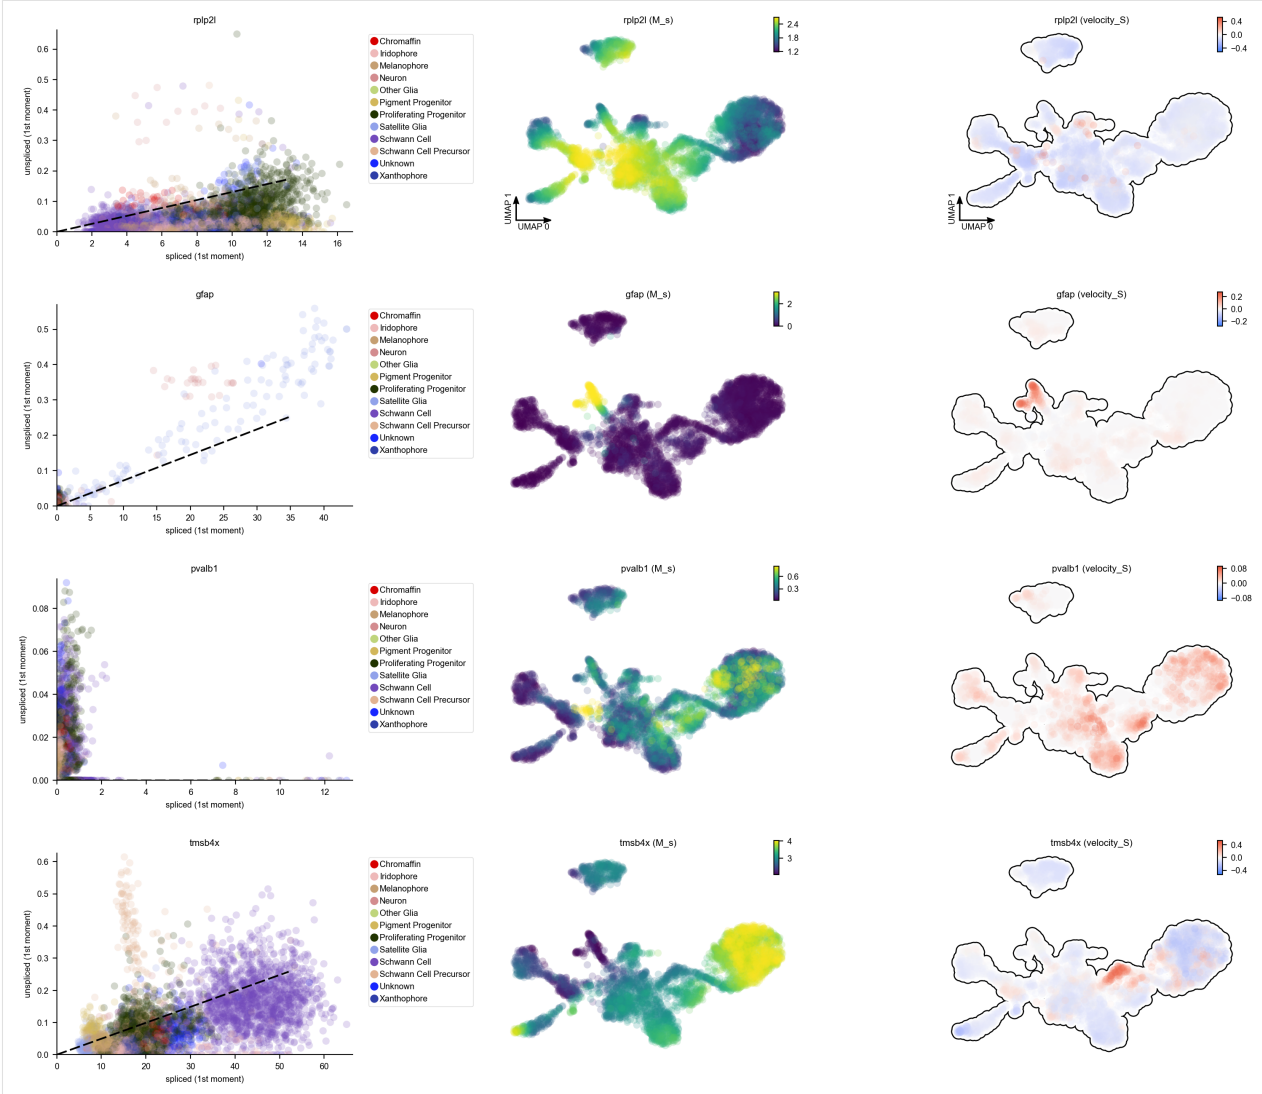 rplp2l
rplp2l (M_s)
rplp2l (velocity_S)
unspliced (1st moment)
0.6
0.5
0.4
0.3
0.2
0.1
0.0
0 2 4 6 8 10 12 14 16
spliced (1st moment)
Chromaffin
Iridophore
Melanophore
Neuron
Other Glia
Pigment Progenitor
Proliferating Progenitor
Satellite Glia
Schwann Cell
Schwann Cell Precursor
Unknown
Xanthophore
2.4
1.8
1.2
UMAP 1
UMAP 0
0.4
0.0
−0.4
UMAP 1
UMAP 0
gfap
gfap (M_s)
gfap (velocity_S)
unspliced (1st moment)
0.5
0.4
0.3
0.2
0.1
0.0
0 5 10 15 20 25 30 35 40
spliced (1st moment)
Chromaffin
Iridophore
Melanophore
Neuron
Other Glia
Pigment Progenitor
Proliferating Progenitor
Satellite Glia
Schwann Cell
Schwann Cell Precursor
Unknown
Xanthophore
2
0
0.2
0.0
−0.2
pvalb1
pvalb1 (M_s)
pvalb1 (velocity_S)
unspliced (1st moment)
0.08
0.06
0.04
0.02
0.00
0 2 4 6 8 10 12
spliced (1st moment)
Chromaffin
Iridophore
Melanophore
Neuron
Other Glia
Pigment Progenitor
Proliferating Progenitor
Satellite Glia
Schwann Cell
Schwann Cell Precursor
Unknown
Xanthophore
0.6
0.3
0.08
0.00
−0.08
tmsb4x
tmsb4x (M_s)
tmsb4x (velocity_S)
unspliced (1st moment)
0.6
0.5
0.4
0.3
0.2
0.1
0.0
0 10 20 30 40 50 60
spliced (1st moment)
Chromaffin
Iridophore
Melanophore
Neuron
Other Glia
Pigment Progenitor
Proliferating Progenitor
Satellite Glia
Schwann Cell
Schwann Cell Precursor
Unknown
Xanthophore
4
3
0.4
0.0
−0.4